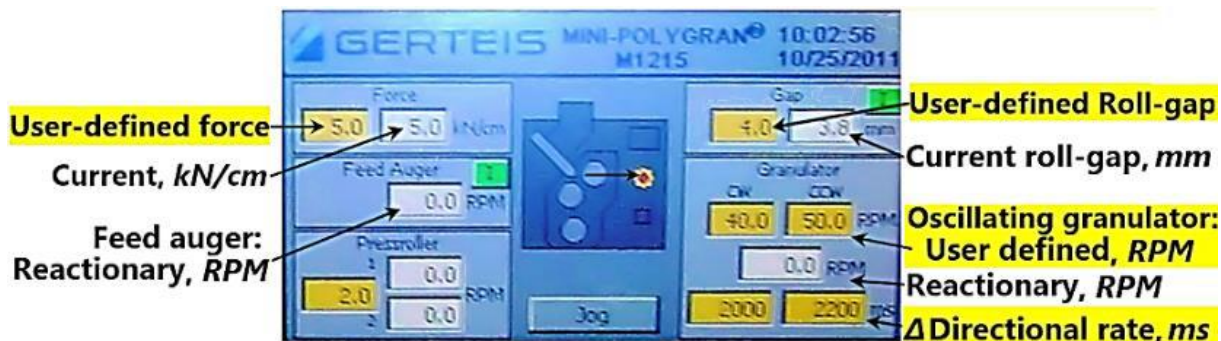 GERTEIS MINI-POLYGRAN® 10:02:56
M1215 10/25/2011
Force
5.0 5.0 kN/cm
Feed Auger I
0.0 RPM
Pressroller
1 0.0
2.0 RPM
2 0.0
Jog
Gap I
4.0 3.8 mm
Granulator
CW CCW
40.0 50.0 RPM
0.0 RPM
2000 2200 ms
User-defined force
Current, kN/cm
Feed auger:
Reactionary, RPM
User-defined Roll-gap
Current roll-gap, mm
Oscillating granulator:
User defined, RPM
Reactionary, RPM
Δ Directional rate, ms